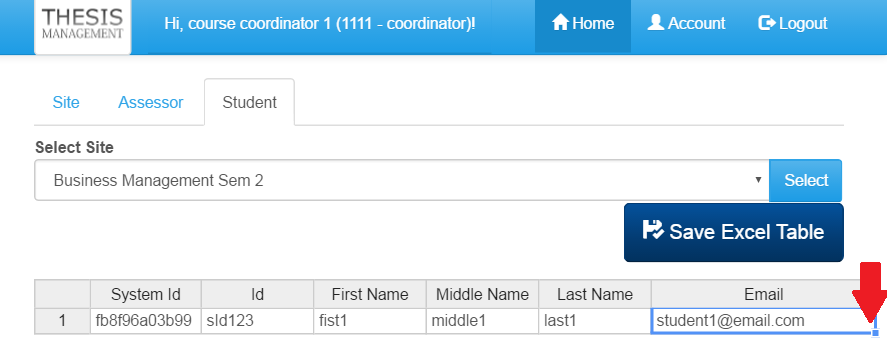 THESIS
MANAGEMENT
Hi, course coordinator 1 (1111 - coordinator)!
Home
Account
Logout
Site
Assessor
Student
Select Site
Business Management Sem 2
Select
Save Excel Table
System Id Id First Name Middle Name Last Name Email
1 fb8f96a03b99 sId123 fist1 middle1 last1 student1@email.com